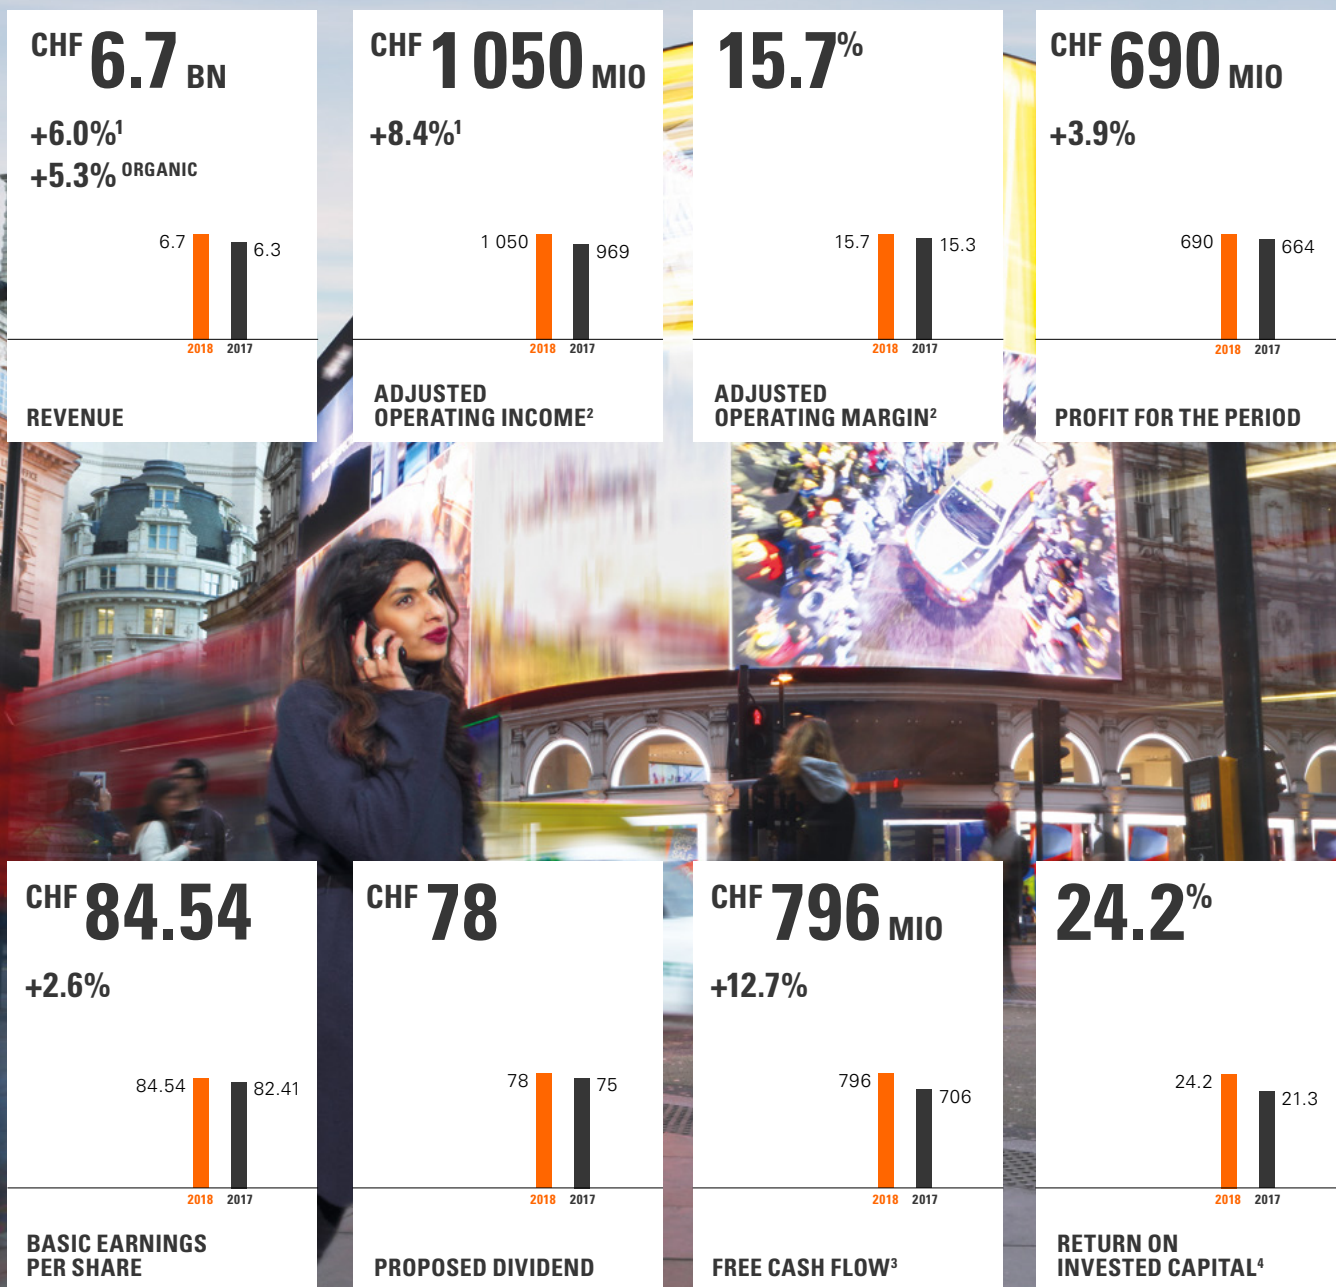 CHF 6.7 BN
+6.0%¹
+5.3% ORGANIC
6.7
6.3
2018 2017
REVENUE
CHF 1 050 MIO
+8.4%¹
1 050
969
2018 2017
ADJUSTED
OPERATING INCOME²
15.7%
15.7
15.3
2018 2017
ADJUSTED
OPERATING MARGIN²
CHF 690 MIO
+3.9%
690
664
2018 2017
PROFIT FOR THE PERIOD
CHF 84.54
+2.6%
84.54
82.41
2018 2017
BASIC EARNINGS
PER SHARE
CHF 78
78
75
2018 2017
PROPOSED DIVIDEND
CHF 796 MIO
+12.7%
796
706
2018 2017
FREE CASH FLOW³
24.2%
24.2
21.3
2018 2017
RETURN ON
INVESTED CAPITAL⁴